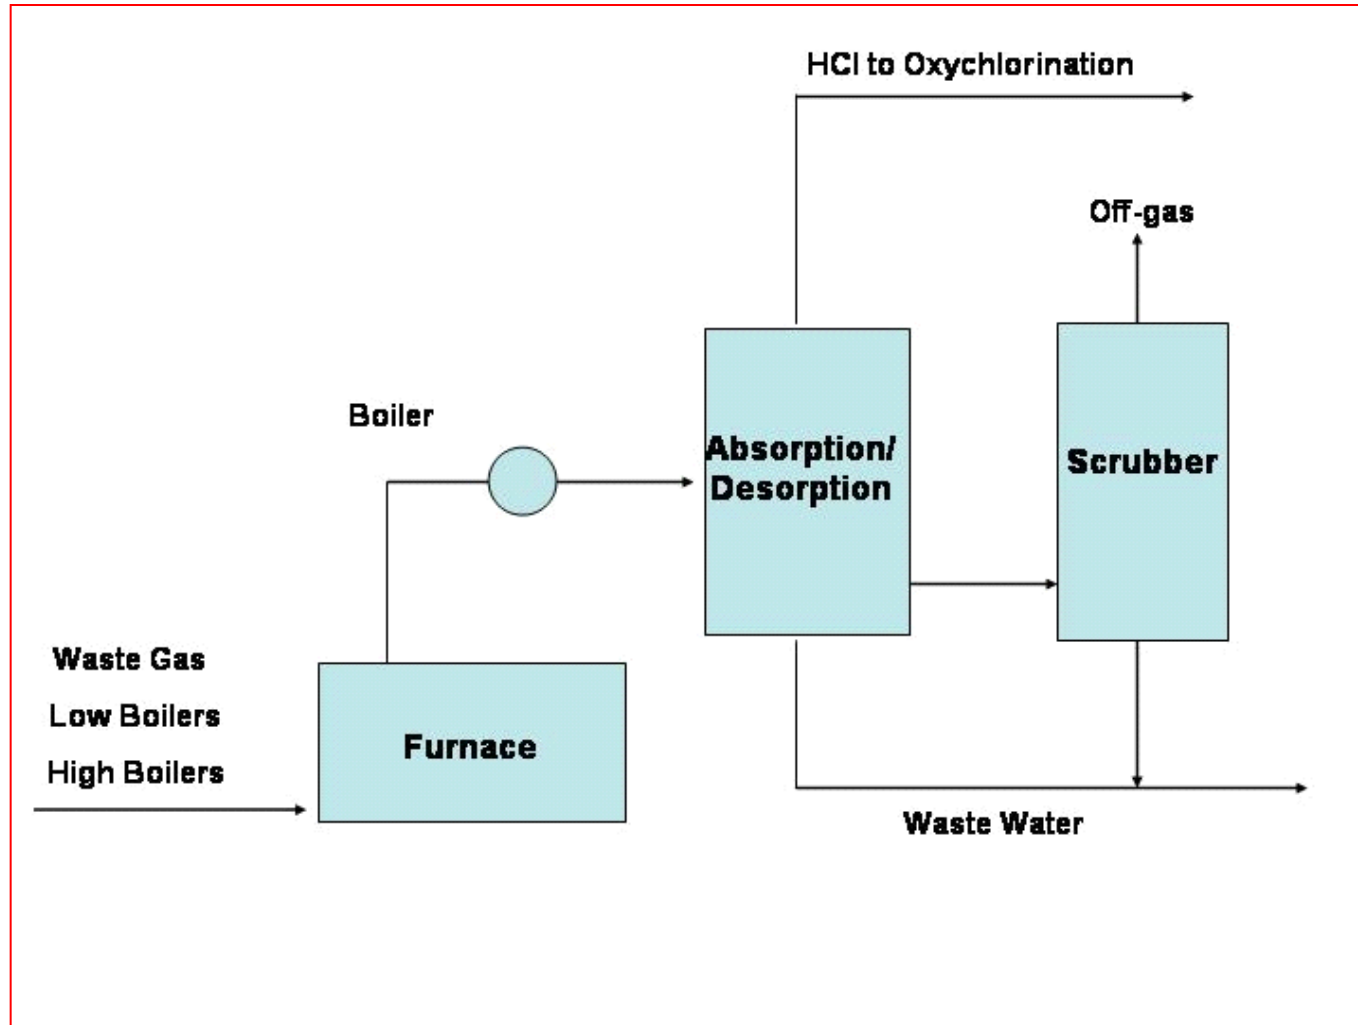 HCl to Oxychlorination
Off-gas
Boiler
Absorption/
Desorption
Scrubber
Waste Gas
Low Boilers
High Boilers
Furnace
Waste Water